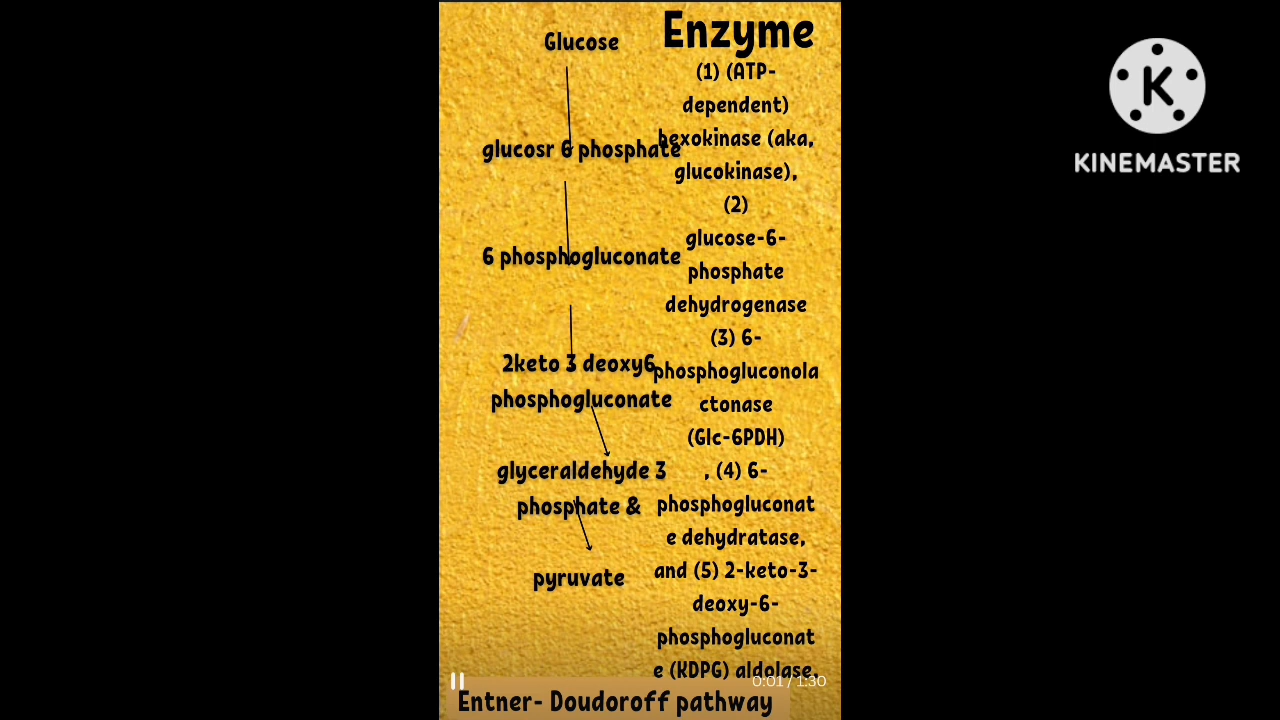 Glucose
glucosr 6 phosphate
6 phosphogluconate
2keto 3 deoxy6
phosphogluconate
glyceraldehyde 3
phosphate &
pyruvate
Enzyme
(1) (ATP-
dependent)
hexokinase (aka,
glucokinase),
(2)
glucose-6-
phosphate
dehydrogenase
(3) 6-
phosphogluconola
ctonase
(Glc-6PDH)
, (4) 6-
phosphogluconat
e dehydratase,
and (5) 2-keto-3-
deoxy-6-
phosphogluconat
e (KDPG) aldolase,
0:01 / 1:30
Entner- Doudoroff pathway
K
KINEMASTER